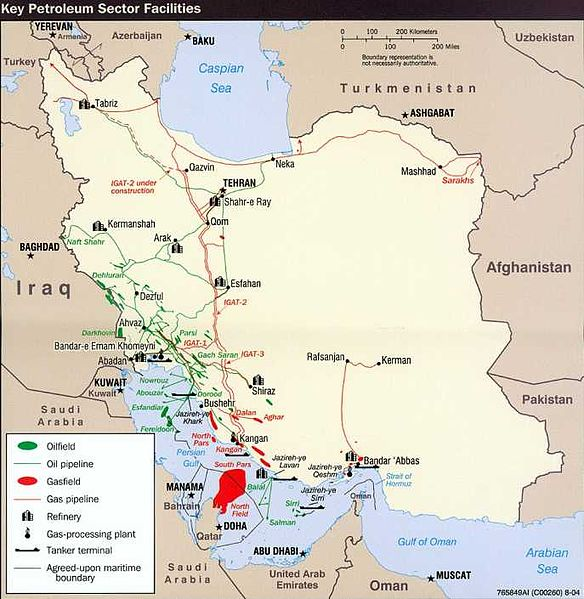 Key Petroleum Sector Facilities
YEREVAN
Armenia
Azerbaijan
BAKU
0 100 200 Kilometers
0 100 200 Miles
Boundary representation is
not necessarily authoritative.
Uzbekistan
Turkey
Caspian
Sea
Turkmenistan
ASHGABAT
Tabriz
Qazvin
Neka
Mashhad
Sarakhs
IGAT-2 under
construction
TEHRAN
Shahr-e Ray
Qom
Kermanshah
Naft Shahr
Arak
BAGHDAD
Iraq
Afghanistan
Dehluran
Dezful
Esfahan
IGAT-2
Ahvaz
Darkhovin
Parsi
Bandar-e Emam Khomeyni
IGAT-1
Gach Saran
IGAT-3
Abadan
Rafsanjan
Kerman
KUWAIT
Kuwait
Nowrouz
Abouzar
Dorood
Shiraz
Pakistan
Saudi
Arabia
Esfandiar
Bushehr
Jazireh-ye
Khark
Dalan
Aghar
Fereidoon
North
Pars
Kangan
Kangan
Persian
Gulf
South Pars
Jazireh-ye
Lavan
Jazireh-ye
Qeshm
Bandar 'Abbas
Strait of
Hormuz
MANAMA
Bahrain
Balal
Jazireh-ye
Sirri
Oman
North
Field
Sirri
Salman
DOHA
Qatar
ABU DHABI
Gulf of Oman
Arabian
Sea
Saudi
Arabia
United Arab
Emirates
Oman
MUSCAT
Oilfield
Oil pipeline
Gasfield
Gas pipeline
Refinery
Gas-processing plant
Tanker terminal
Agreed-upon maritime
boundary
765849AI (C00260) 8-04